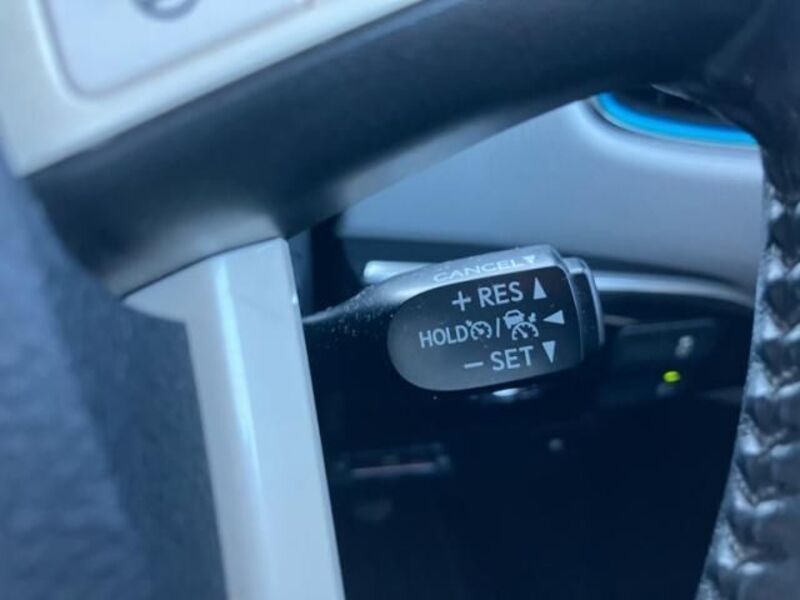 CANCEL
+ RES
HOLD /
– SET